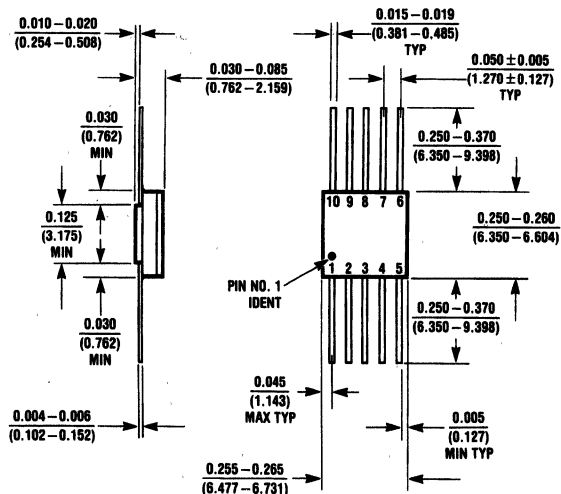 0.010 – 0.020
(0.254 – 0.508)
0.015 – 0.019
(0.381 – 0.485)
TYP
0.030 – 0.085
(0.762 – 2.159)
0.050 ± 0.005
(1.270 ± 0.127)
TYP
0.030
(0.762)
MIN
0.250 – 0.370
(6.350 – 9.398)
10 9 8 7 6
0.125
(3.175)
MIN
0.250 – 0.260
(6.350 – 6.604)
1 2 3 4 5
PIN NO. 1
IDENT
0.030
(0.762)
MIN
0.250 – 0.370
(6.350 – 9.398)
0.045
(1.143)
MAX TYP
0.004 – 0.006
(0.102 – 0.152)
0.005
(0.127)
MIN TYP
0.255 – 0.265
(6.477 – 6.731)